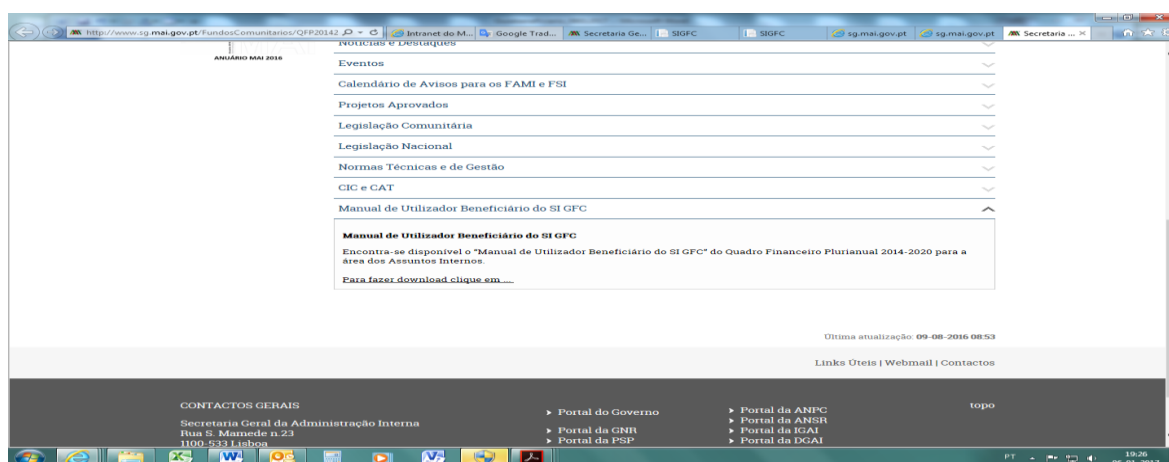 http://www.sg.mai.gov.pt/FundosComunitarios/QFP20142
Intranet do M...
Google Trad...
Secretaria Ge...
SIGFC
SIGFC
sg.mai.gov.pt
sg.mai.gov.pt
Secretaria ...
ANUÁRIO MAI 2016
Notícias e Destaques
Eventos
Calendário de Avisos para os FAMI e FSI
Projetos Aprovados
Legislação Comunitária
Legislação Nacional
Normas Técnicas e de Gestão
CIC e CAT
Manual de Utilizador Beneficiário do SI GFC
Manual de Utilizador Beneficiário do SI GFC
Encontra-se disponível o "Manual de Utilizador Beneficiário do SI GFC" do Quadro Financeiro Plurianual 2014-2020 para a
área dos Assuntos Internos.
Para fazer download clique em ...
Última atualização: 09-08-2016 08:53
Links Úteis | Webmail | Contactos
CONTACTOS GERAIS
Secretaria Geral da Administração Interna
Rua S. Mamede n.23
1100-533 Lisboa
Portal do Governo
Portal da GNR
Portal da PSP
Portal da ANPC
Portal da ANSR
Portal da IGAI
Portal da DGAI
topo
PT
19:26